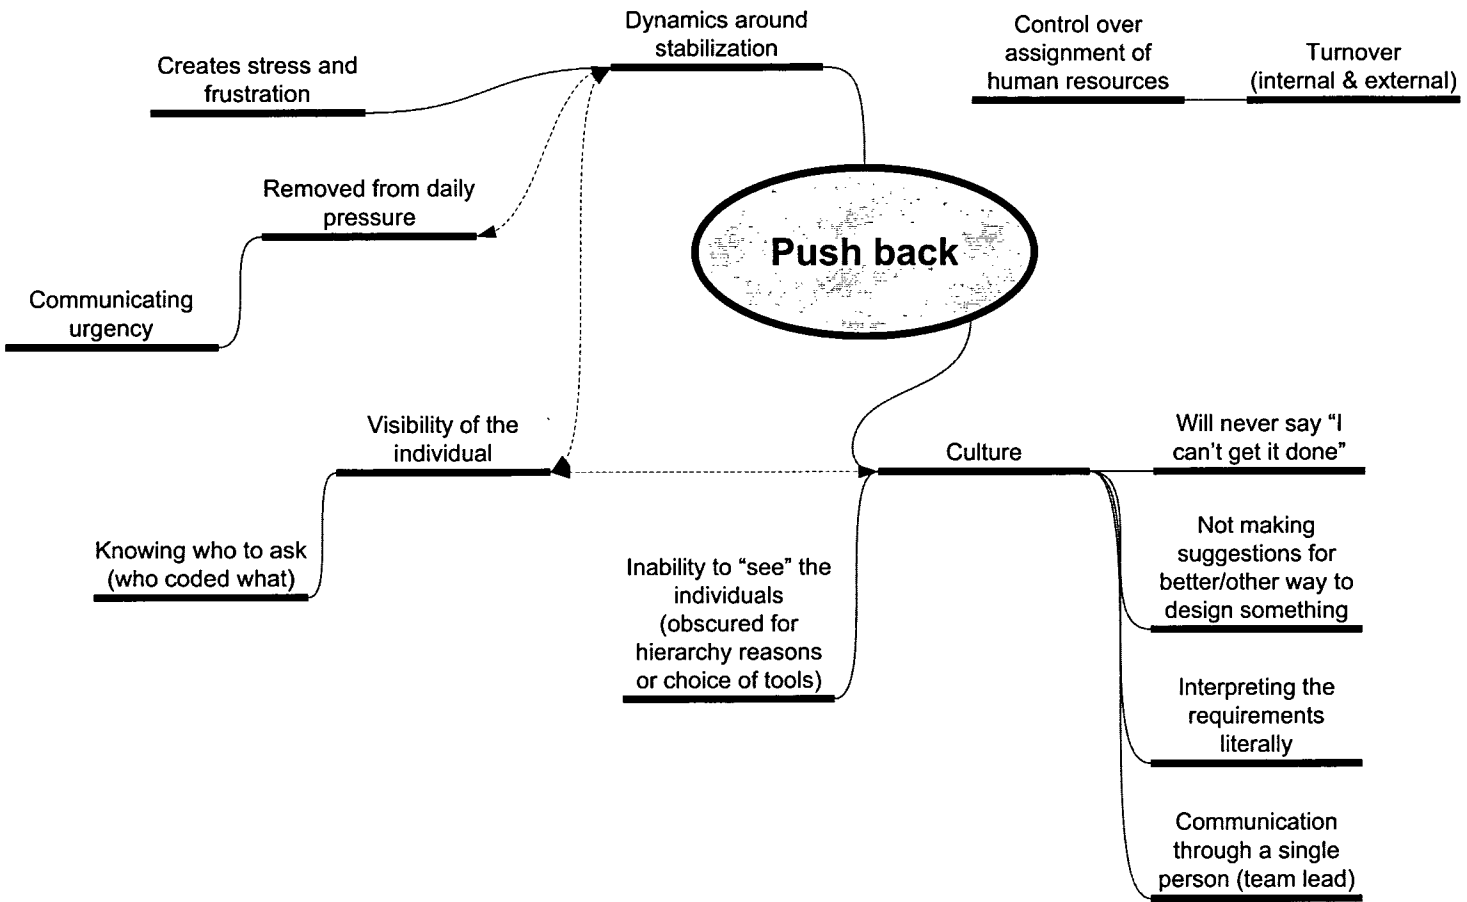 Dynamics around
stabilization
Control over
assignment of
human resources
Turnover
(internal & external)
Creates stress and
frustration
Removed from daily
pressure
Push back
Communicating
urgency
Visibility of the
individual
Culture
Will never say “I
can’t get it done”
Knowing who to ask
(who coded what)
Inability to “see” the
individuals
(obscured for
hierarchy reasons
or choice of tools)
Not making
suggestions for
better/other way to
design something
Interpreting the
requirements
literally
Communication
through a single
person (team lead)